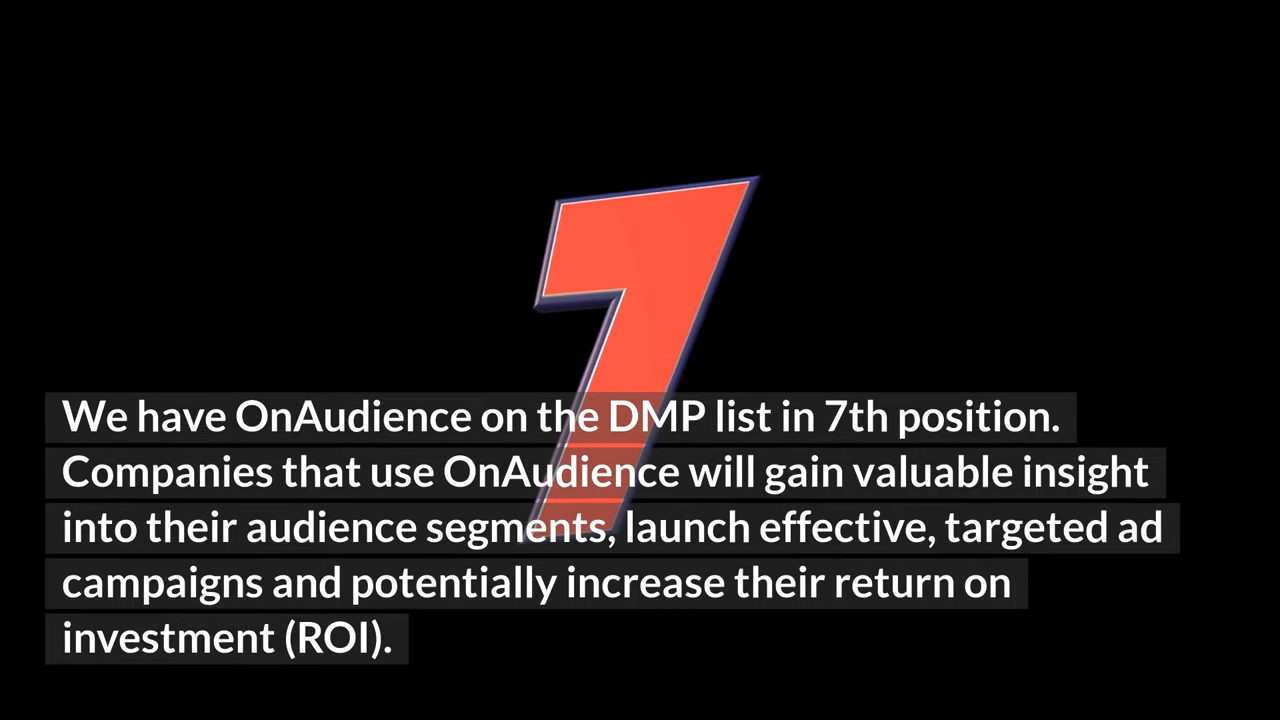 7
We have OnAudience on the DMP list in 7th position.
Companies that use OnAudience will gain valuable insight
into their audience segments, launch effective, targeted ad
campaigns and potentially increase their return on
investment (ROI).